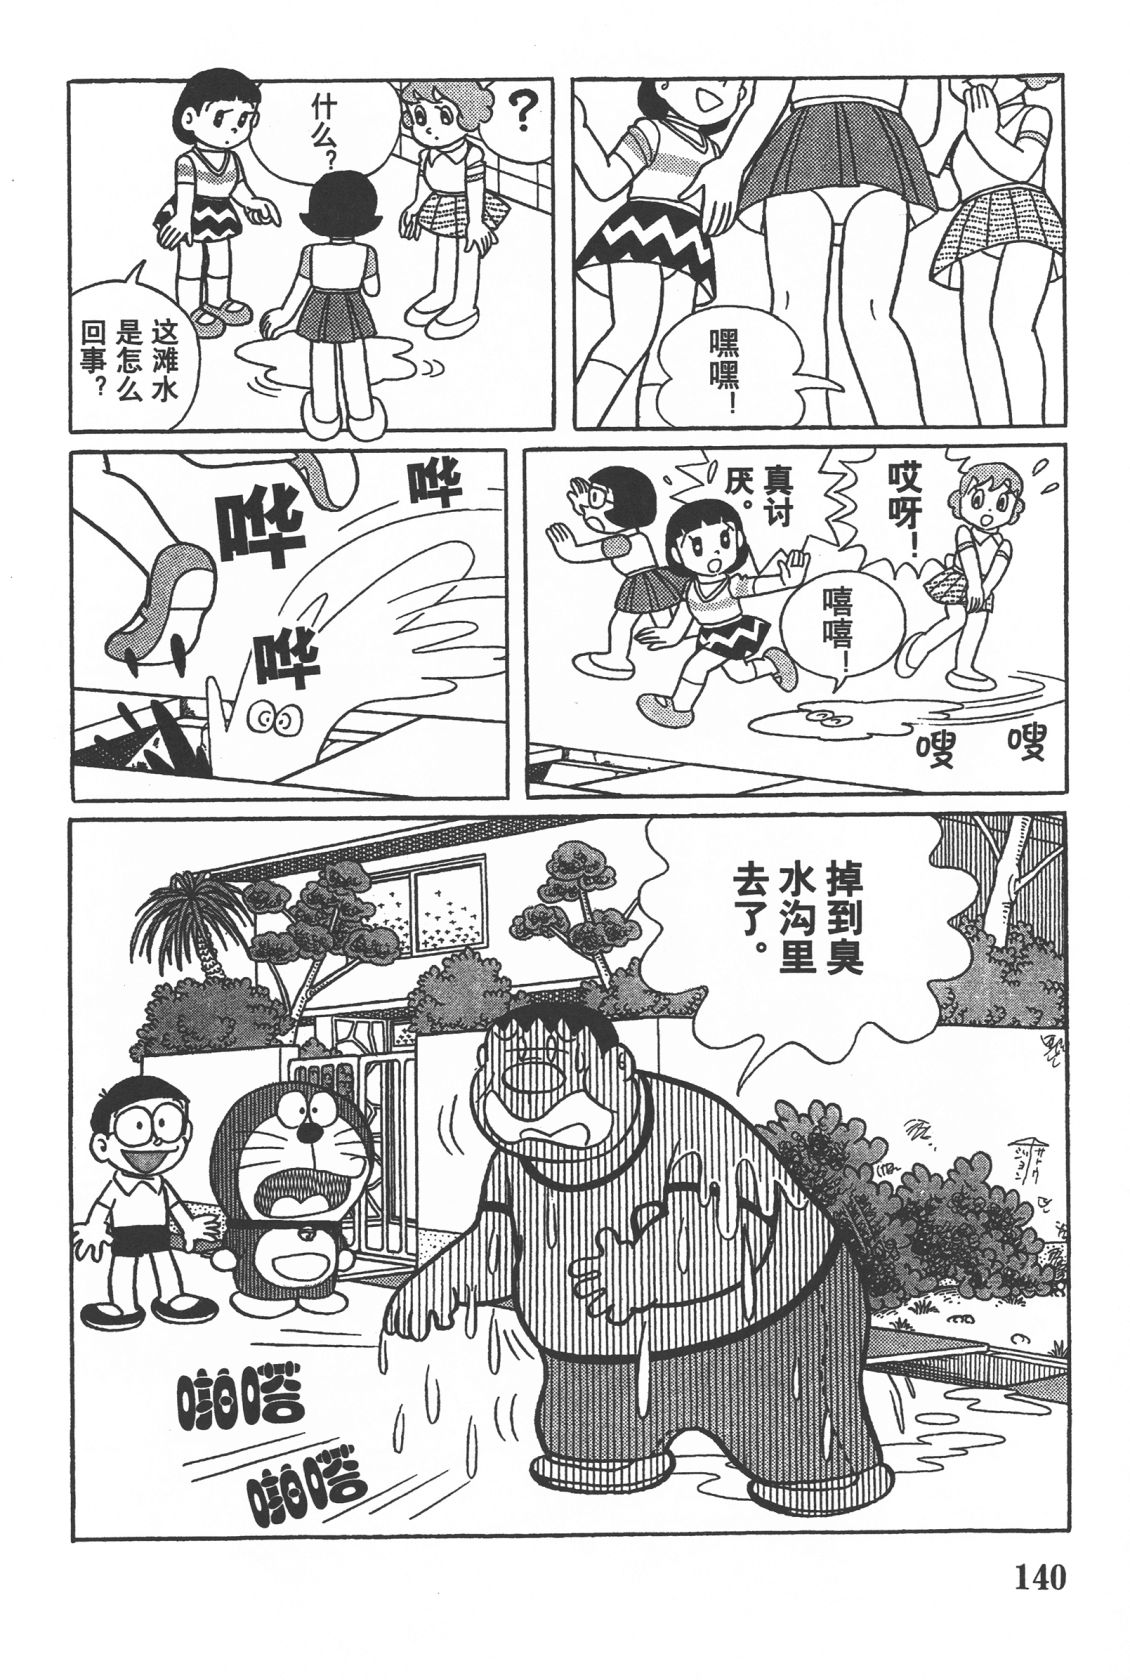 嘿
嘿！
？
什
么？
这滩水
是怎么
回事？
哎
呀！
真讨
厌。
嘻
嘻！
嗖
嗖
哗
哗
哗
掉到臭
水沟里
去了。
啪嗒
啪嗒
140